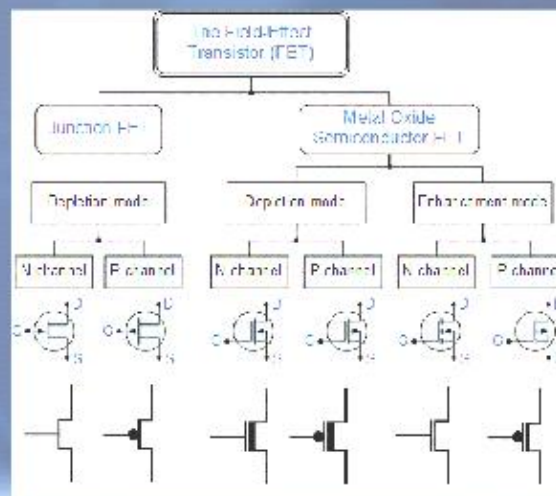 The Field-Effect
Transistor (FET)
Junction FET
Metal Oxide
Semiconductor FET
Depletion mode
Depletion mode
Enhancement mode
N channel
P channel
N channel
P channel
N channel
P channel
D
D
D
D
D
G
G
G
G
G
S
S
S
S
S